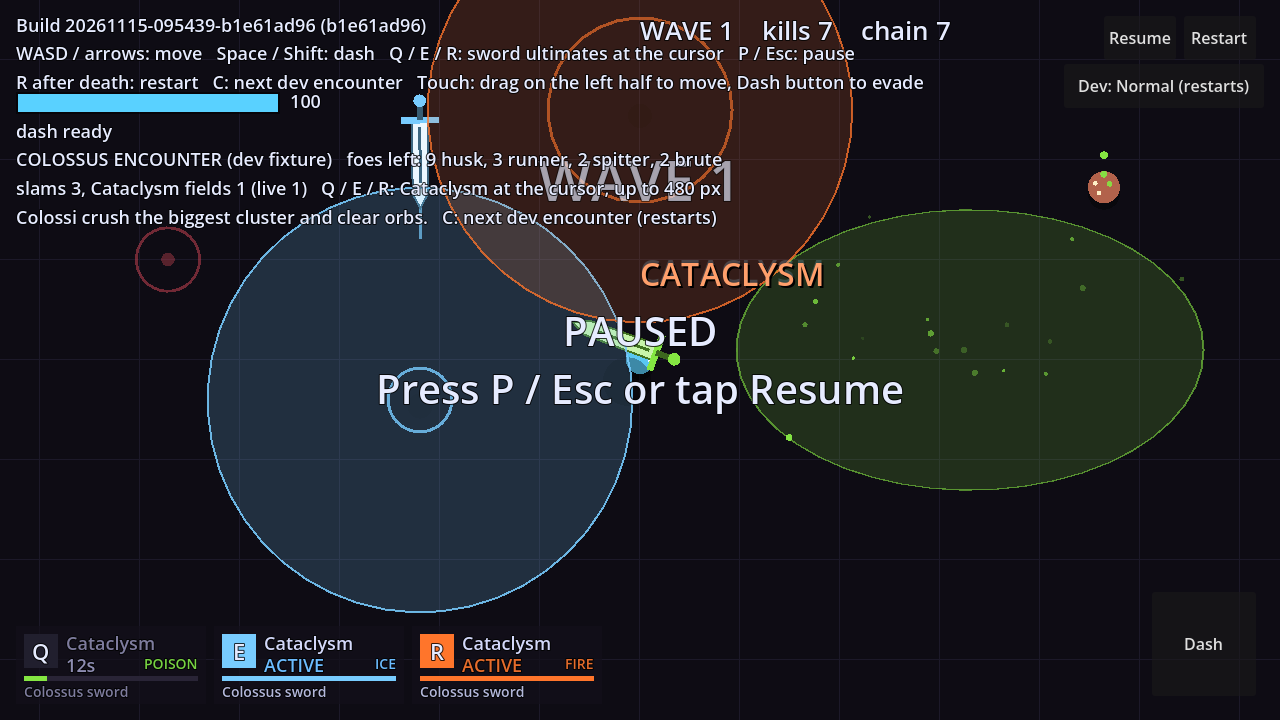 Build 20261115-095439-b1e61ad96 (b1e61ad96)
WAVE 1 kills 7 chain 7
Resume
Restart
WASD / arrows: move Space / Shift: dash Q / E / R: sword ultimates at the cursor P / Esc: pause
R after death: restart C: next dev encounter Touch: drag on the left half to move, Dash button to evade
Dev: Normal (restarts)
100
dash ready
COLOSSUS ENCOUNTER (dev fixture) foes left: 9 husk, 3 runner, 2 spitter, 2 brute
WAVE 1
slams 3, Cataclysm fields 1 (live 1) Q / E / R: Cataclysm at the cursor, up to 480 px
Colossi crush the biggest cluster and clear orbs. C: next dev encounter (restarts)
CATACLYSM
PAUSED
Press P / Esc or tap Resume
Q Cataclysm
12s POISON
Colossus sword
E Cataclysm
ACTIVE ICE
Colossus sword
R Cataclysm
ACTIVE FIRE
Colossus sword
Dash